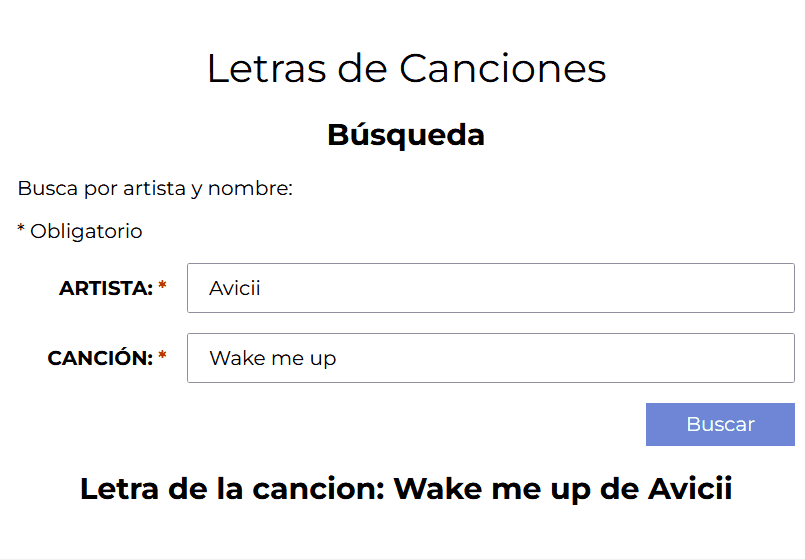 Letras de Canciones
Búsqueda
Busca por artista y nombre:
* Obligatorio
ARTISTA: * Avicii
CANCIÓN: * Wake me up
Buscar
Letra de la cancion: Wake me up de Avicii